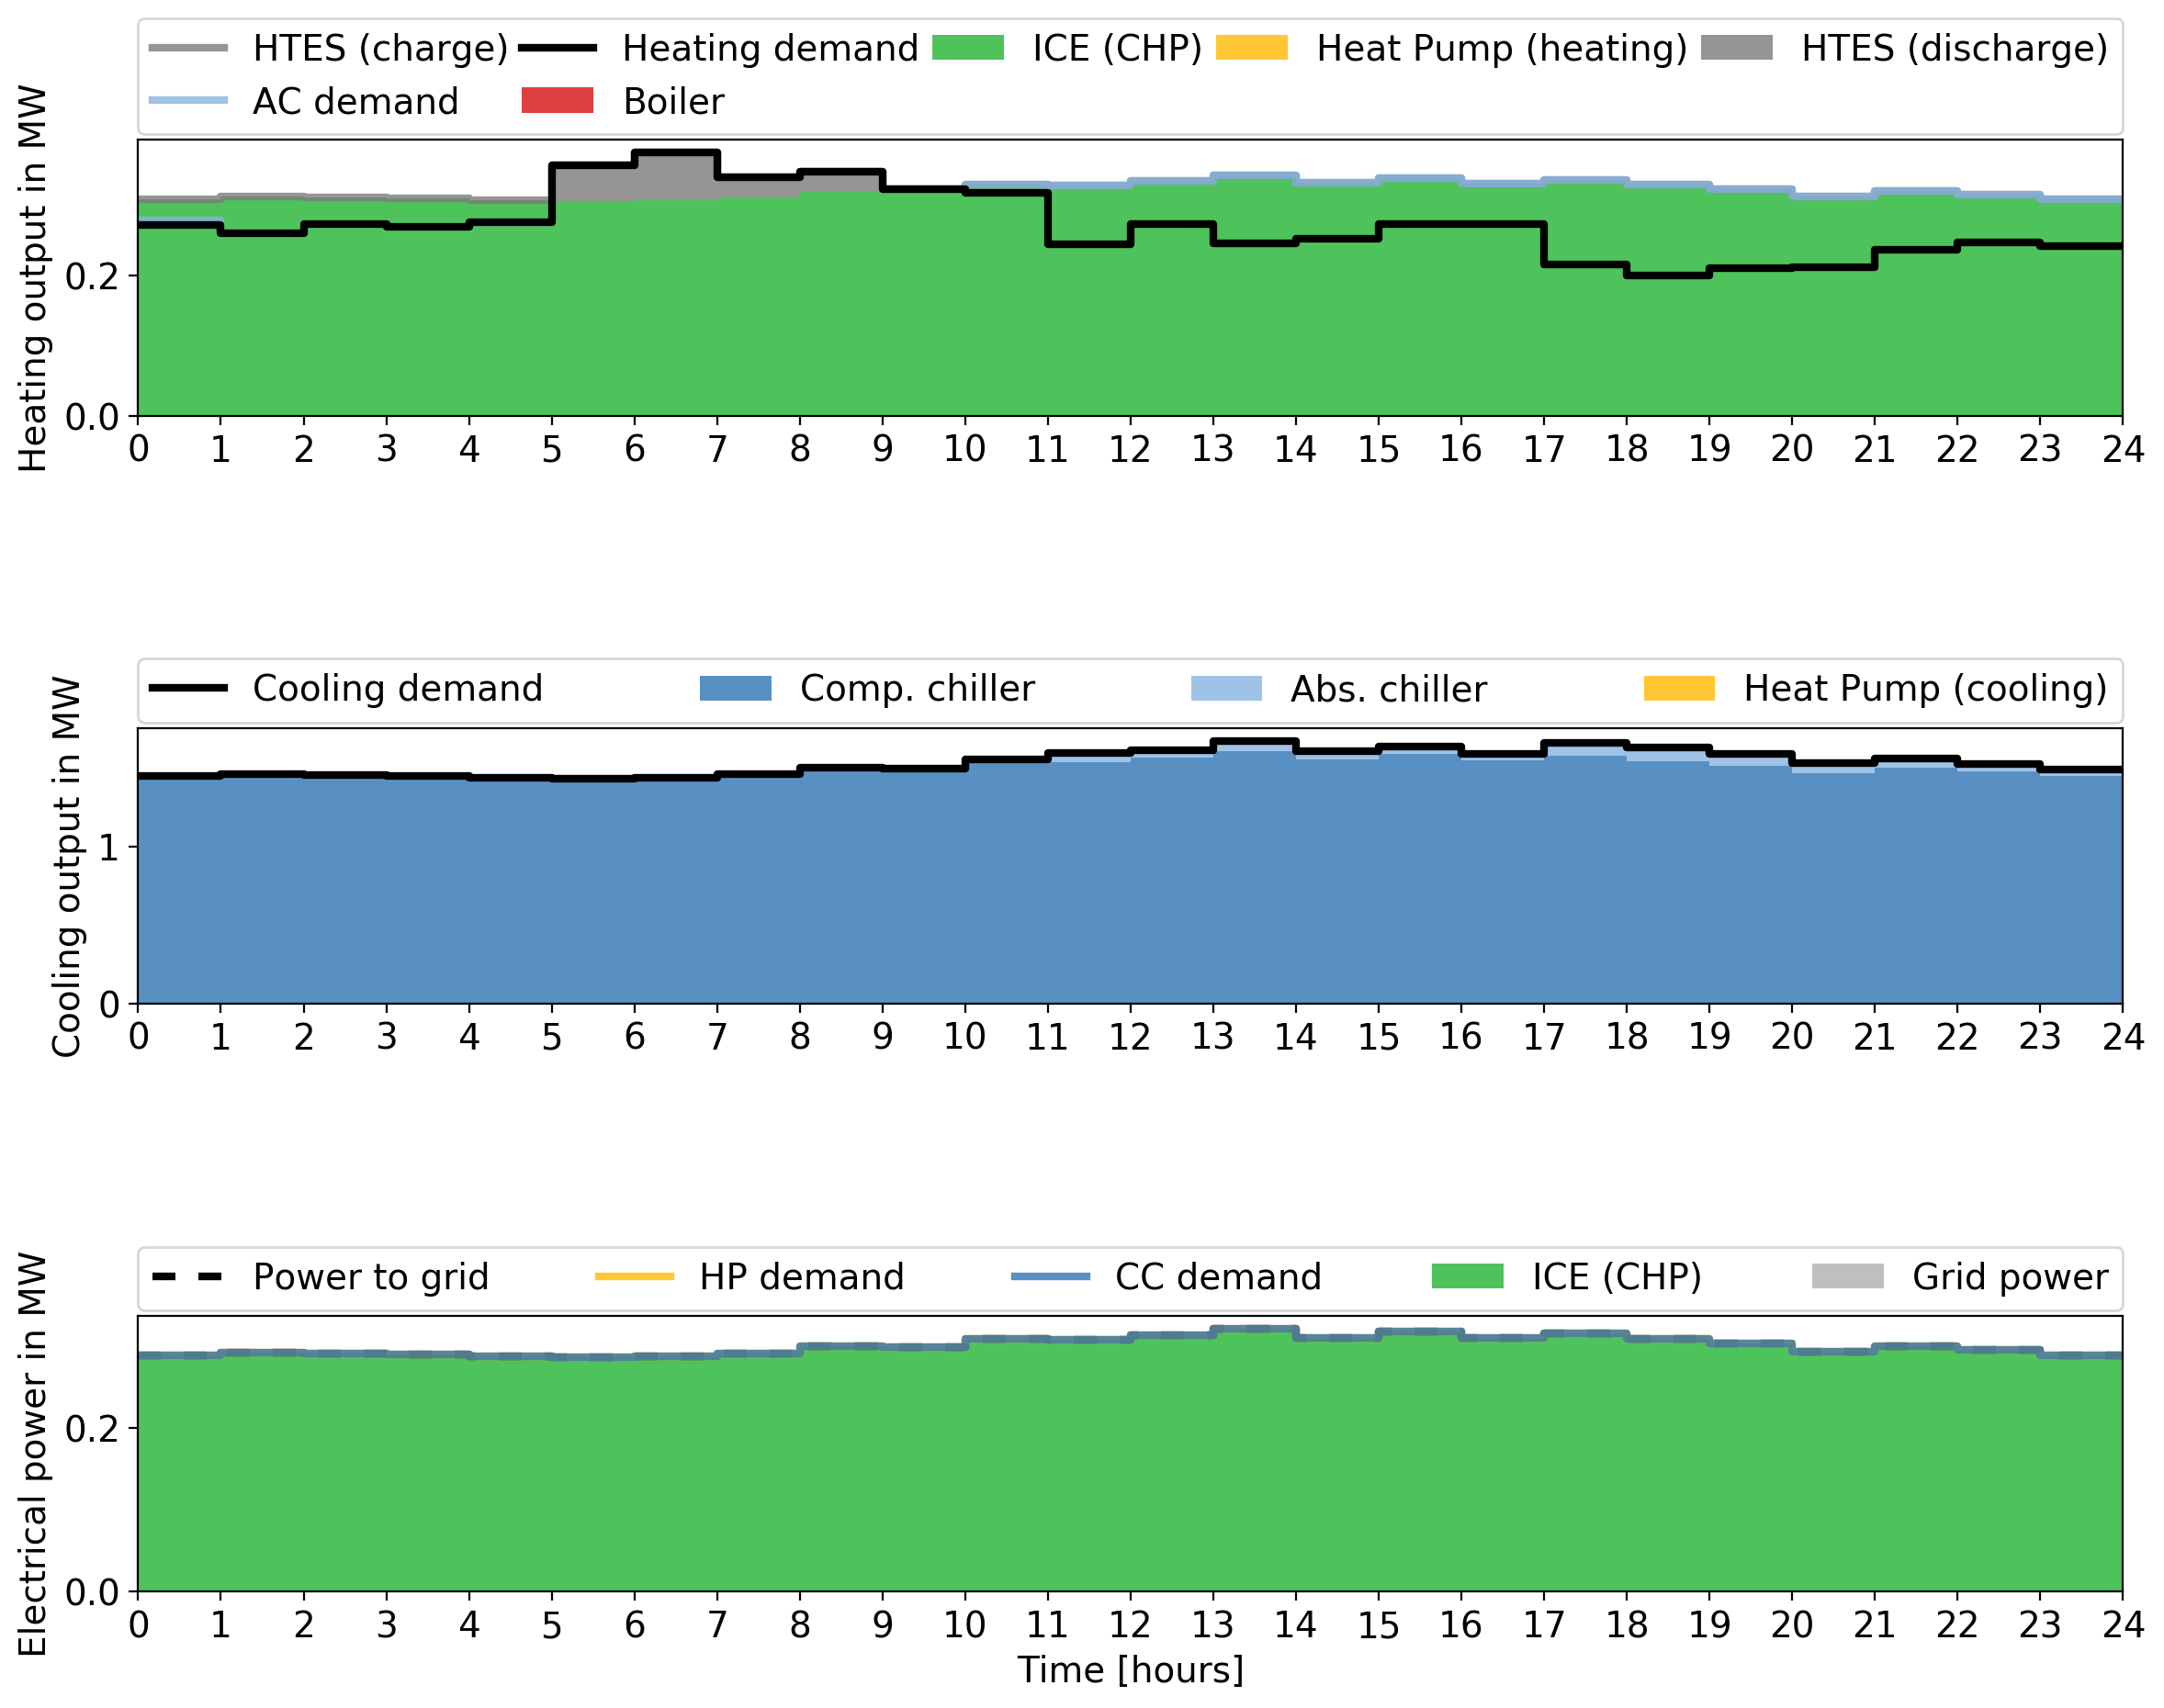 HTES (charge) Heating demand ICE (CHP) Heat Pump (heating) HTES (discharge)
AC demand Boiler
Heating output in MW
0.2
0.0
0 1 2 3 4 5 6 7 8 9 10 11 12 13 14 15 16 17 18 19 20 21 22 23 24
Cooling demand Comp. chiller Abs. chiller Heat Pump (cooling)
Cooling output in MW
1
0
0 1 2 3 4 5 6 7 8 9 10 11 12 13 14 15 16 17 18 19 20 21 22 23 24
Power to grid HP demand CC demand ICE (CHP) Grid power
Electrical power in MW
0.2
0.0
0 1 2 3 4 5 6 7 8 9 10 11 12 13 14 15 16 17 18 19 20 21 22 23 24
Time [hours]